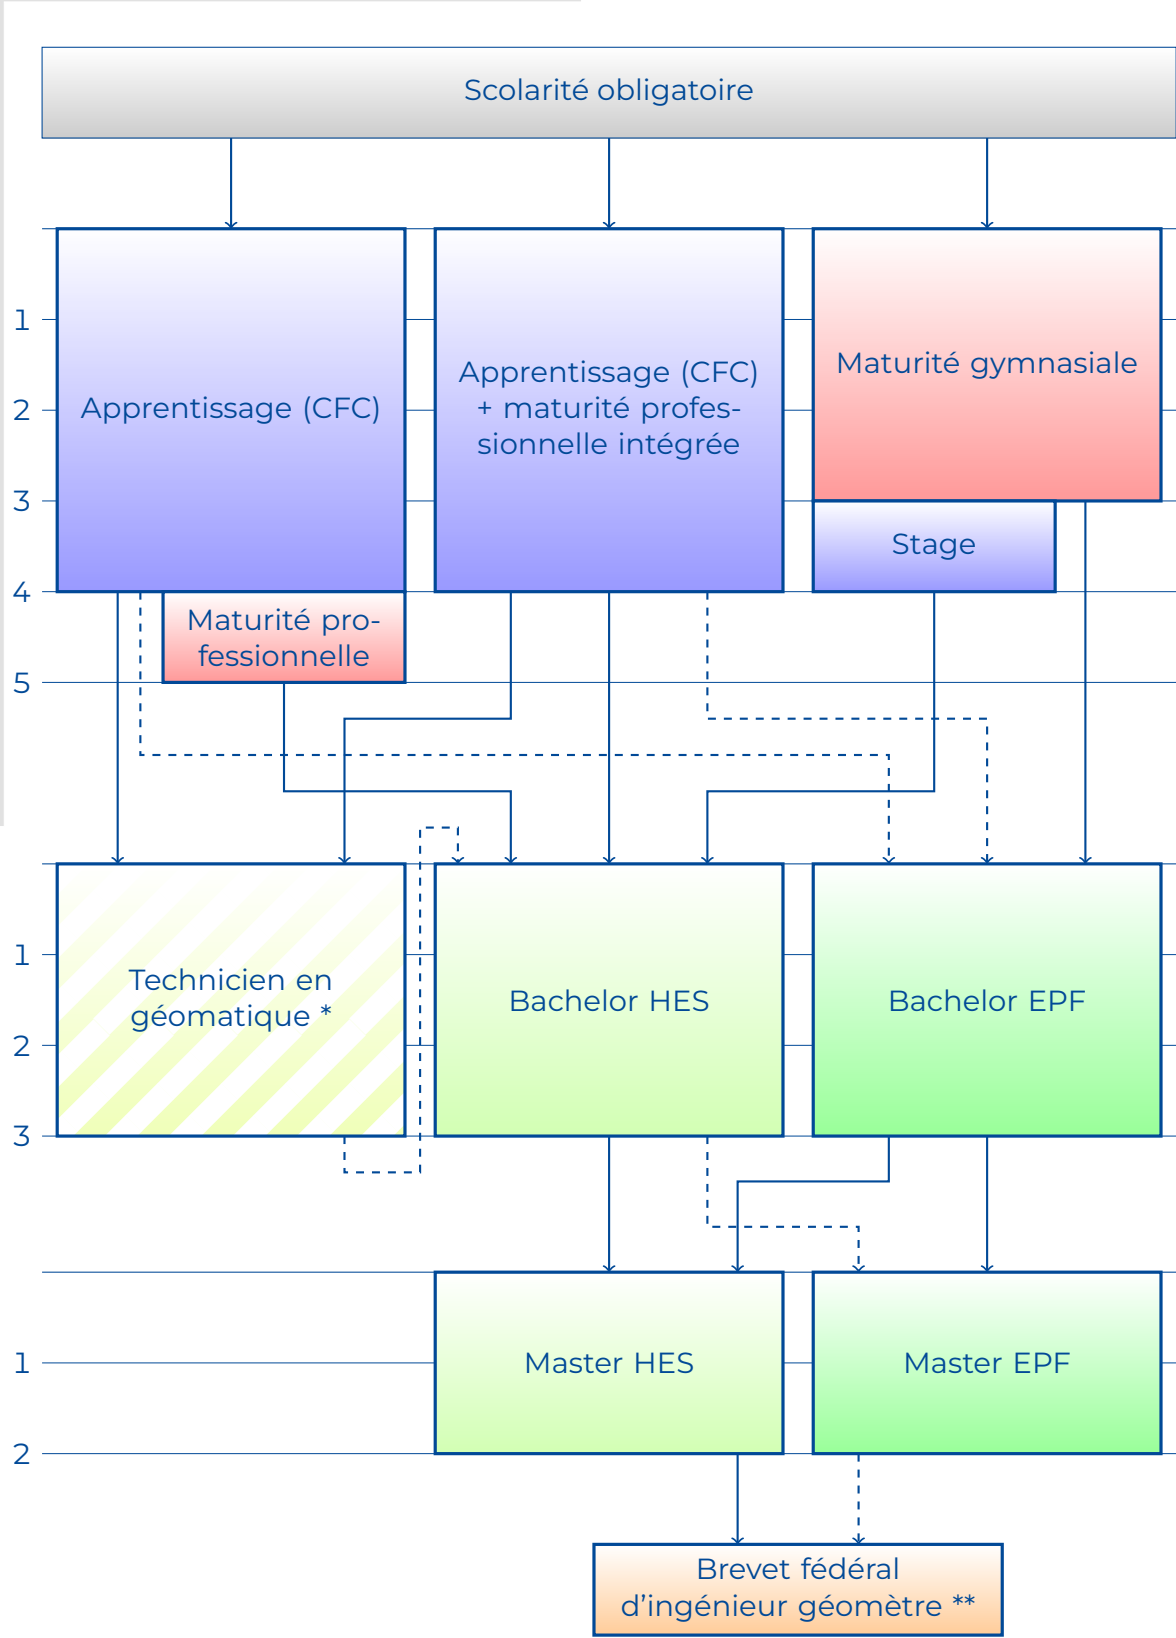 Scolarité obligatoire
1
2
3
4
5
Apprentissage (CFC)
Apprentissage (CFC)
+ maturité profes-
sionnelle intégrée
Maturité gymnasiale
Stage
Maturité pro-
fessionnelle
1
2
3
Technicien en
géomatique *
Bachelor HES
Bachelor EPF
1
2
Master HES
Master EPF
Brevet fédéral
d’ingénieur géomètre **